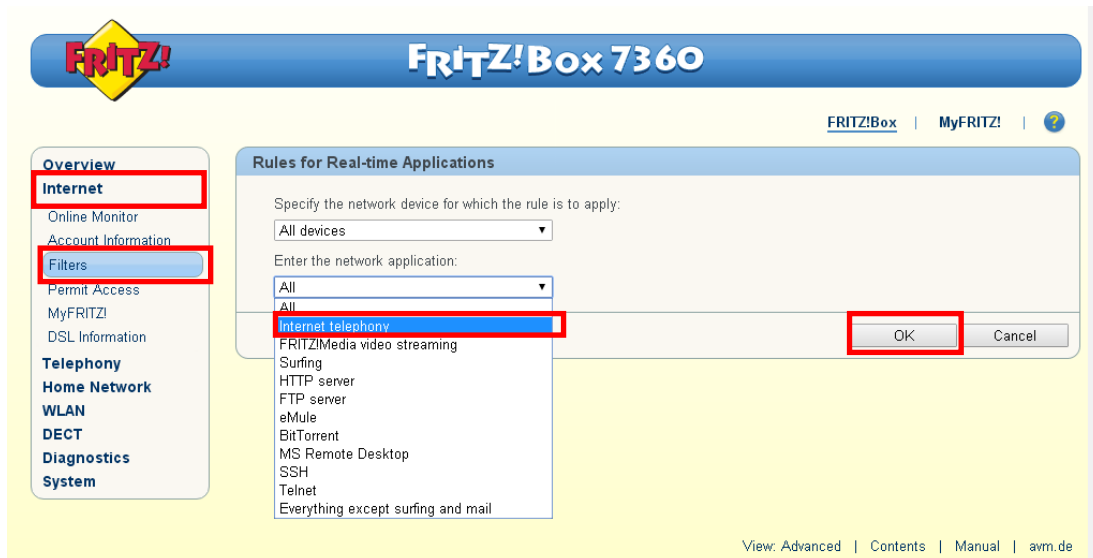 FRITZ!
FRITZ!Box 7360
FRITZ!Box | MyFRITZ! | ?
Overview
Internet
Online Monitor
Account Information
Filters
Permit Access
MyFRITZ!
DSL Information
Telephony
Home Network
WLAN
DECT
Diagnostics
System
Rules for Real-time Applications
Specify the network device for which the rule is to apply:
All devices
Enter the network application:
All
All
Internet telephony
FRITZ!Media video streaming
Surfing
HTTP server
FTP server
eMule
BitTorrent
MS Remote Desktop
SSH
Telnet
Everything except surfing and mail
OK Cancel
View: Advanced | Contents | Manual | avm.de